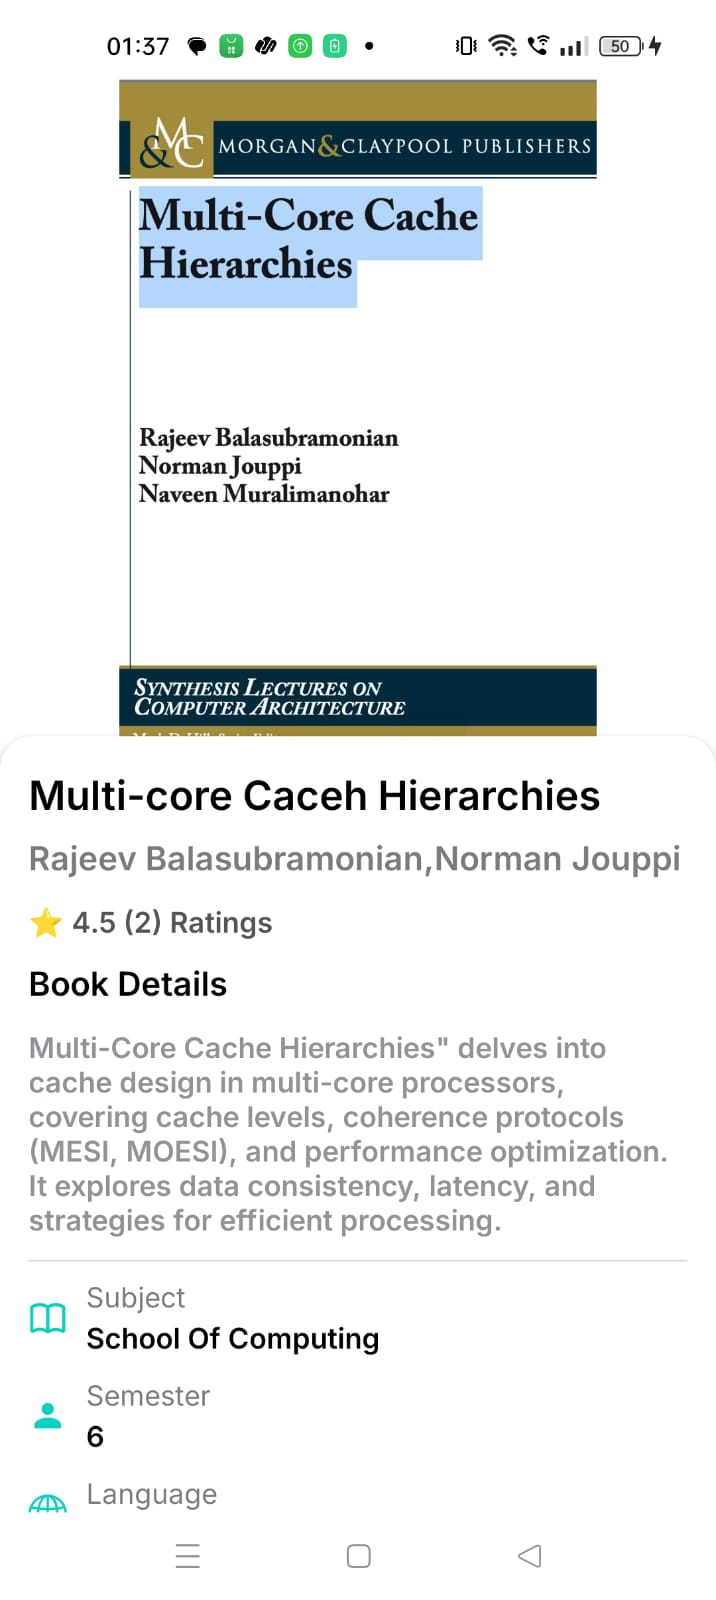 01:37
50
MC& MORGAN&CLAYPOOL PUBLISHERS
Multi-Core Cache
Hierarchies
Rajeev Balasubramonian
Norman Jouppi
Naveen Muralimanohar
SYNTHESIS LECTURES ON
COMPUTER ARCHITECTURE
Multi-core Caceh Hierarchies
Rajeev Balasubramonian,Norman Jouppi
4.5 (2) Ratings
Book Details
Multi-Core Cache Hierarchies" delves into
cache design in multi-core processors,
covering cache levels, coherence protocols
(MESI, MOESI), and performance optimization.
It explores data consistency, latency, and
strategies for efficient processing.
Subject
School Of Computing
Semester
6
Language